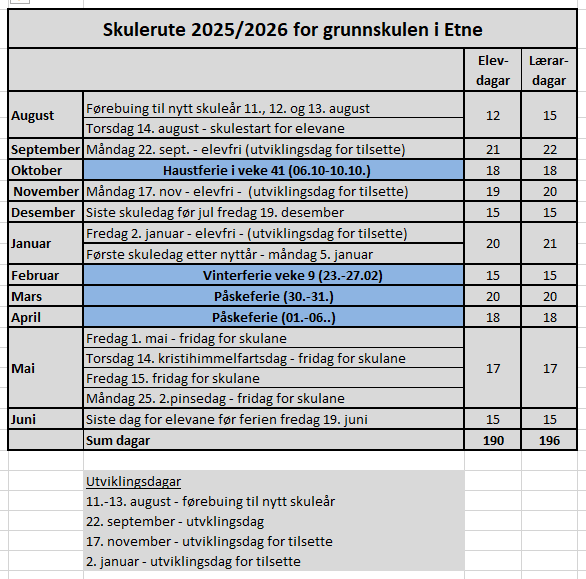 Skulerute 2025/2026 for grunnskulen i Etne
Elev-
dagar
Lærar-
dagar
August
Førebuing til nytt skuleår 11., 12. og 13. august
Torsdag 14. august - skulestart for elevane
12
15
September Måndag 22. sept. - elevfri (utviklingsdag for tilsette) 21 22
Oktober Haustferie i veke 41 (06.10-10.10.) 18 18
November Måndag 17. nov - elevfri - (utviklingsdag for tilsette) 19 20
Desember Siste skuledag før jul fredag 19. desember 15 15
Januar
Fredag 2. januar - elevfri - (utviklingsdag for tilsette)
Første skuledag etter nyttår - måndag 5. januar
20
21
Februar Vinterferie veke 9 (23.-27.02) 15 15
Mars Påskeferie (30.-31.) 20 20
April Påskeferie (01.-06..) 18 18
Mai
Fredag 1. mai - fridag for skulane
Torsdag 14. kristihimmelfartsdag - fridag for skulane
Fredag 15. fridag for skulane
Måndag 25. 2.pinsedag - fridag for skulane
17
17
Juni Siste dag for elevane før ferien fredag 19. juni 15 15
Sum dagar 190 196
Utviklingsdagar
11.-13. august - førebuing til nytt skuleår
22. september - utviklingsdag
17. november - utviklingsdag for tilsette
2. januar - utviklingsdag for tilsette